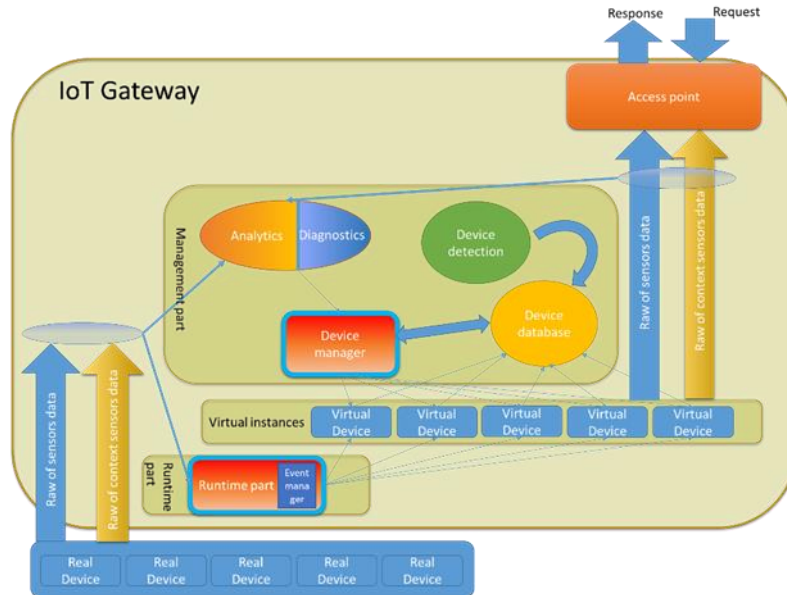 Response
Request
IoT Gateway
Access point
Management part
Analytics
Diagnostics
Device
detection
Device
database
Device
manager
Raw of sensors data
Raw of context sensors data
Raw of sensors data
Raw of context sensors data
Virtual instances
Virtual
Device
Virtual
Device
Virtual
Device
Virtual
Device
Virtual
Device
Runtime
part
Runtime part
Event
mana
ger
Real
Device
Real
Device
Real
Device
Real
Device
Real
Device